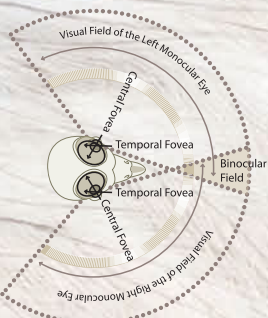 Visual Field of the Left Monocular Eye
Central Fovea
Temporal Fovea
Binocular
Field
Temporal Fovea
Central Fovea
Visual Field of the Right Monocular Eye